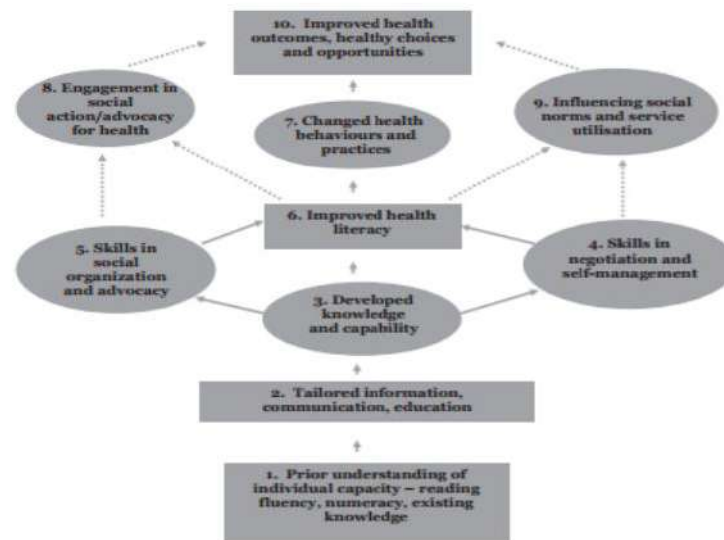 10. Improved health
outcomes, healthy choices
and opportunities
8. Engagement in
social
action/advocacy
for health
7. Changed health
behaviours and
practices
9. Influencing social
norms and service
utilisation
6. Improved health
literacy
5. Skills in
social
organization
and advocacy
4. Skills in
negotiation and
self-management
3. Developed
knowledge
and capability
2. Tailored information,
communication, education
1. Prior understanding of
individual capacity – reading
fluency, numeracy, existing
knowledge